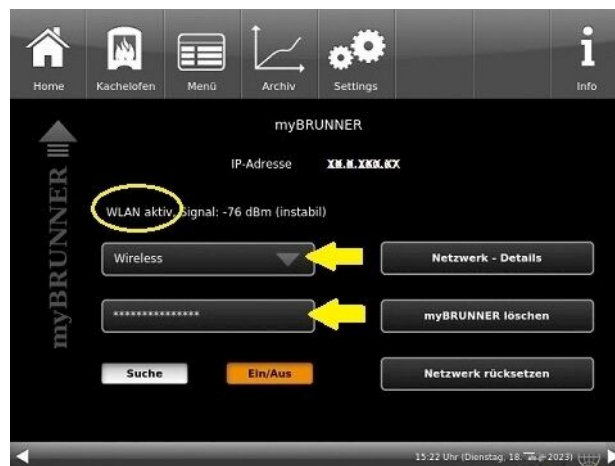 Home Kachelofen Menü Archiv Settings Info
myBRUNNER
IP-Adresse
myBRUNNER
WLAN aktiv, Signal: -76 dBm (instabil)
Wireless Netzwerk - Details
*************** myBRUNNER löschen
Suche Ein/Aus Netzwerk rücksetzen
15:22 Uhr (Dienstag, 18. 2023)